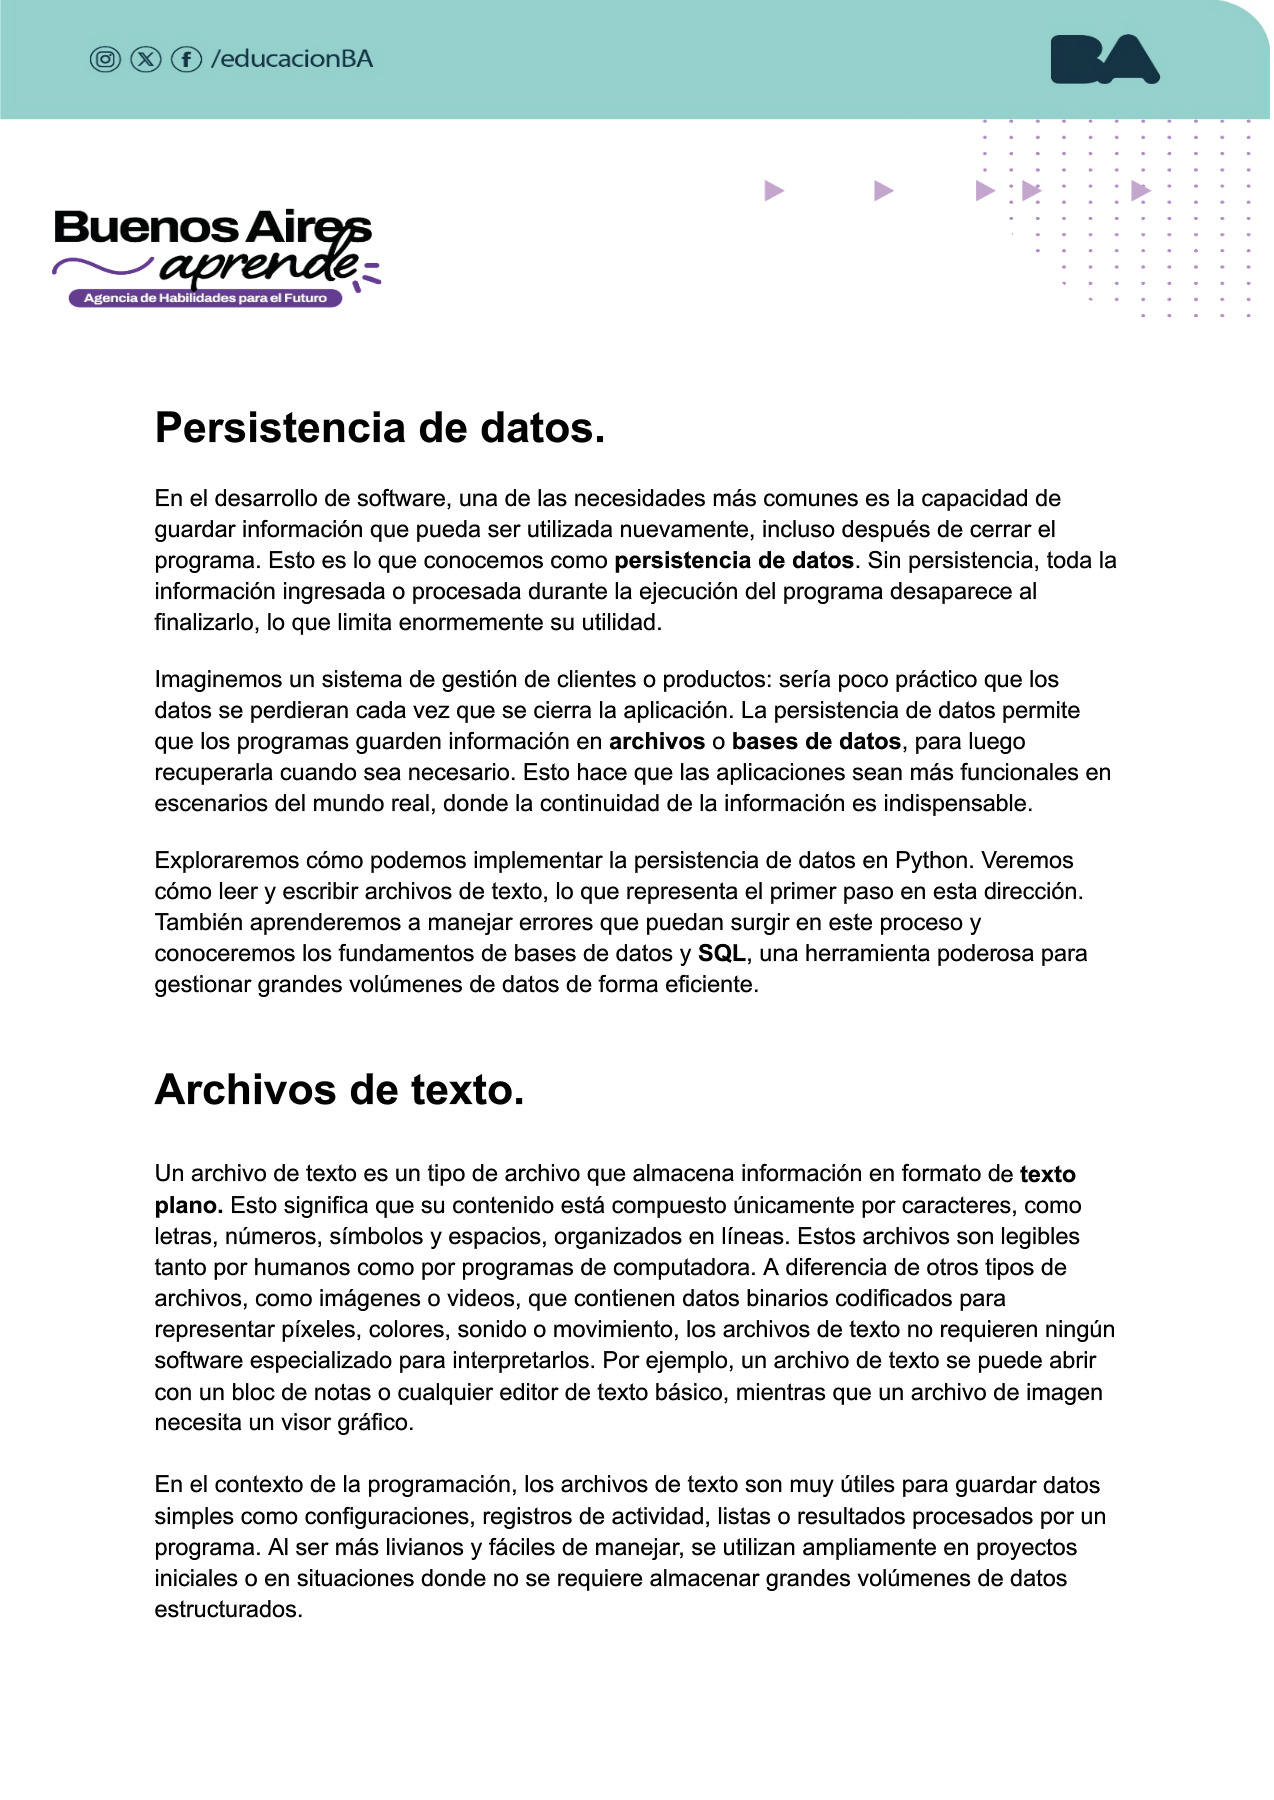 /educacionBA
BA
Buenos Aires
aprende
Agencia de Habilidades para el Futuro
Persistencia de datos.
En el desarrollo de software, una de las necesidades más comunes es la capacidad de
guardar información que pueda ser utilizada nuevamente, incluso después de cerrar el
programa. Esto es lo que conocemos como persistencia de datos. Sin persistencia, toda la
información ingresada o procesada durante la ejecución del programa desaparece al
finalizarlo, lo que limita enormemente su utilidad.
Imaginemos un sistema de gestión de clientes o productos: sería poco práctico que los
datos se perdieran cada vez que se cierra la aplicación. La persistencia de datos permite
que los programas guarden información en archivos o bases de datos, para luego
recuperarla cuando sea necesario. Esto hace que las aplicaciones sean más funcionales en
escenarios del mundo real, donde la continuidad de la información es indispensable.
Exploraremos cómo podemos implementar la persistencia de datos en Python. Veremos
cómo leer y escribir archivos de texto, lo que representa el primer paso en esta dirección.
También aprenderemos a manejar errores que puedan surgir en este proceso y
conoceremos los fundamentos de bases de datos y SQL, una herramienta poderosa para
gestionar grandes volúmenes de datos de forma eficiente.
Archivos de texto.
Un archivo de texto es un tipo de archivo que almacena información en formato de texto
plano. Esto significa que su contenido está compuesto únicamente por caracteres, como
letras, números, símbolos y espacios, organizados en líneas. Estos archivos son legibles
tanto por humanos como por programas de computadora. A diferencia de otros tipos de
archivos, como imágenes o videos, que contienen datos binarios codificados para
representar píxeles, colores, sonido o movimiento, los archivos de texto no requieren ningún
software especializado para interpretarlos. Por ejemplo, un archivo de texto se puede abrir
con un bloc de notas o cualquier editor de texto básico, mientras que un archivo de imagen
necesita un visor gráfico.
En el contexto de la programación, los archivos de texto son muy útiles para guardar datos
simples como configuraciones, registros de actividad, listas o resultados procesados por un
programa. Al ser más livianos y fáciles de manejar, se utilizan ampliamente en proyectos
iniciales o en situaciones donde no se requiere almacenar grandes volúmenes de datos
estructurados.